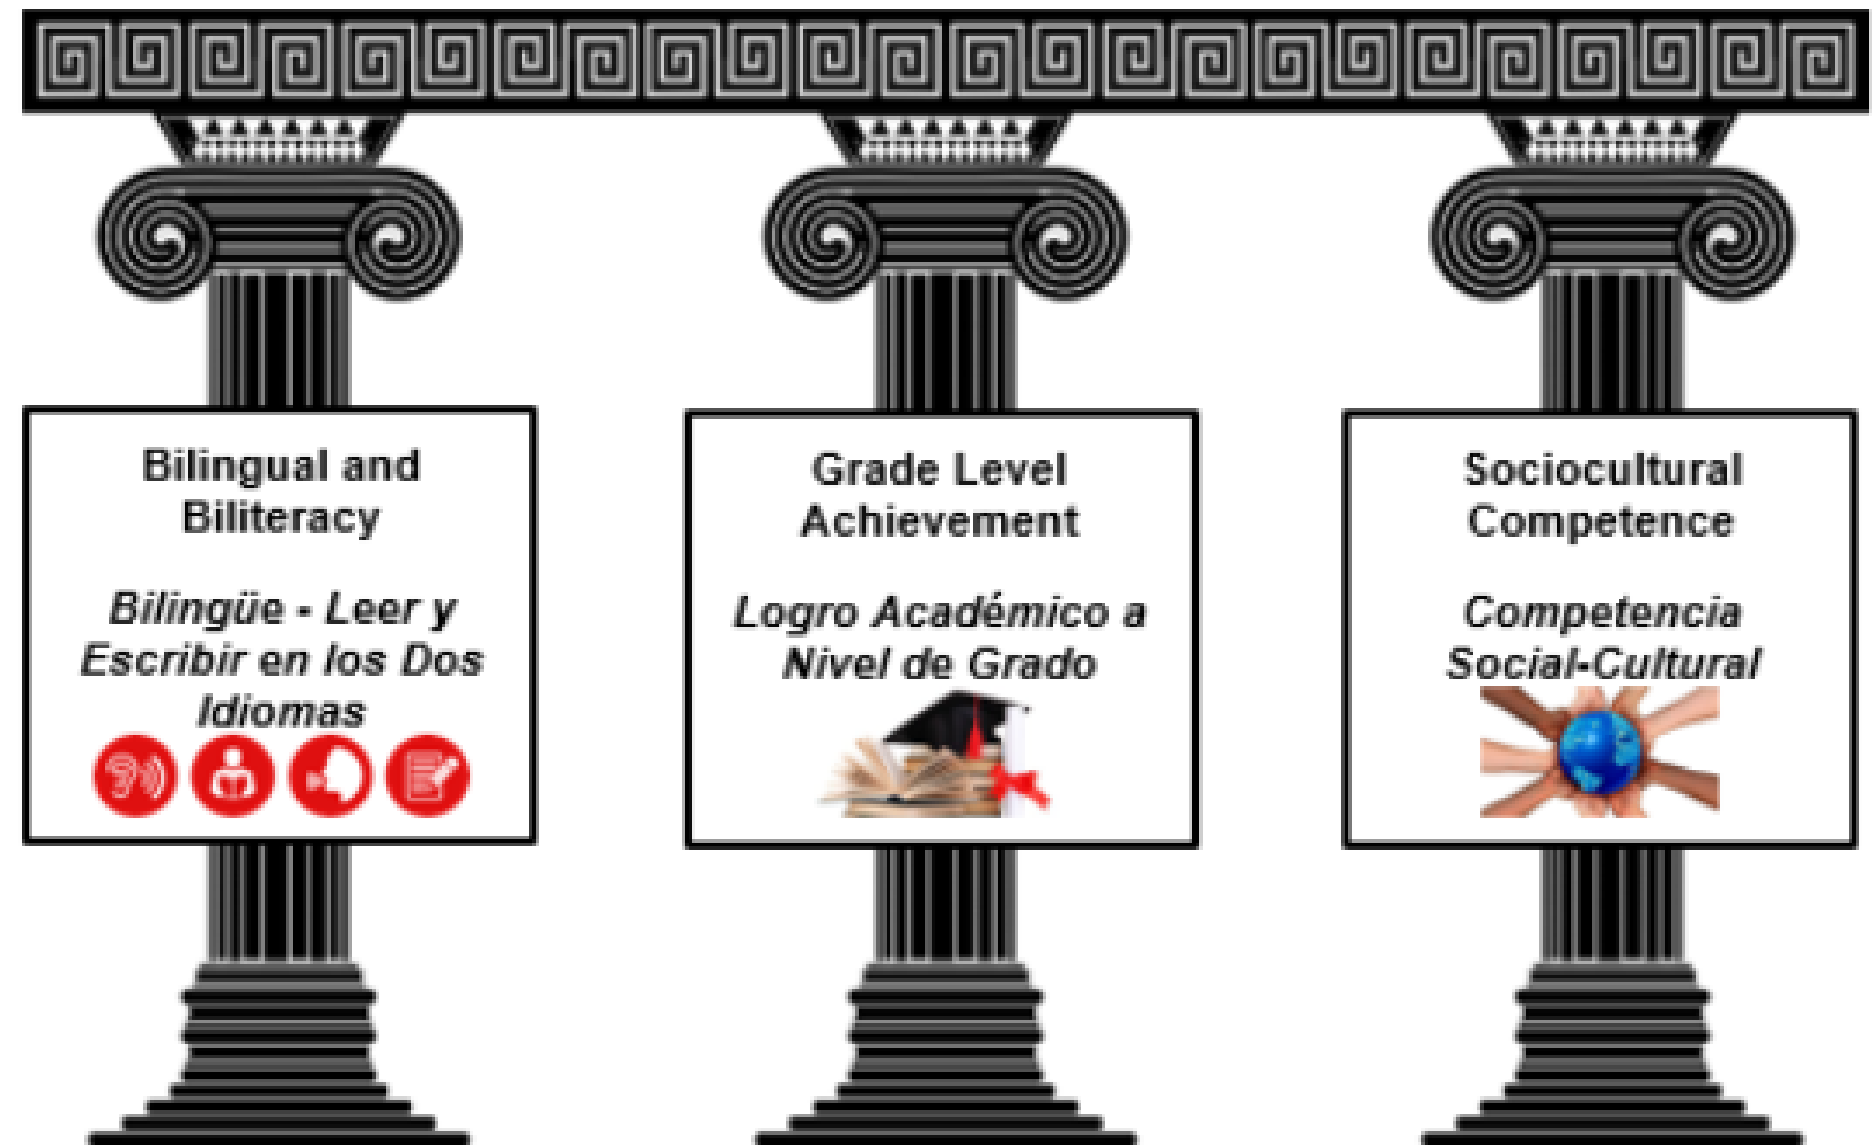 Bilingual and
Biliteracy
Bilingüe - Leer y
Escribir en los Dos
Idiomas
Grade Level
Achievement
Logro Académico a
Nivel de Grado
Sociocultural
Competence
Competencia
Social-Cultural